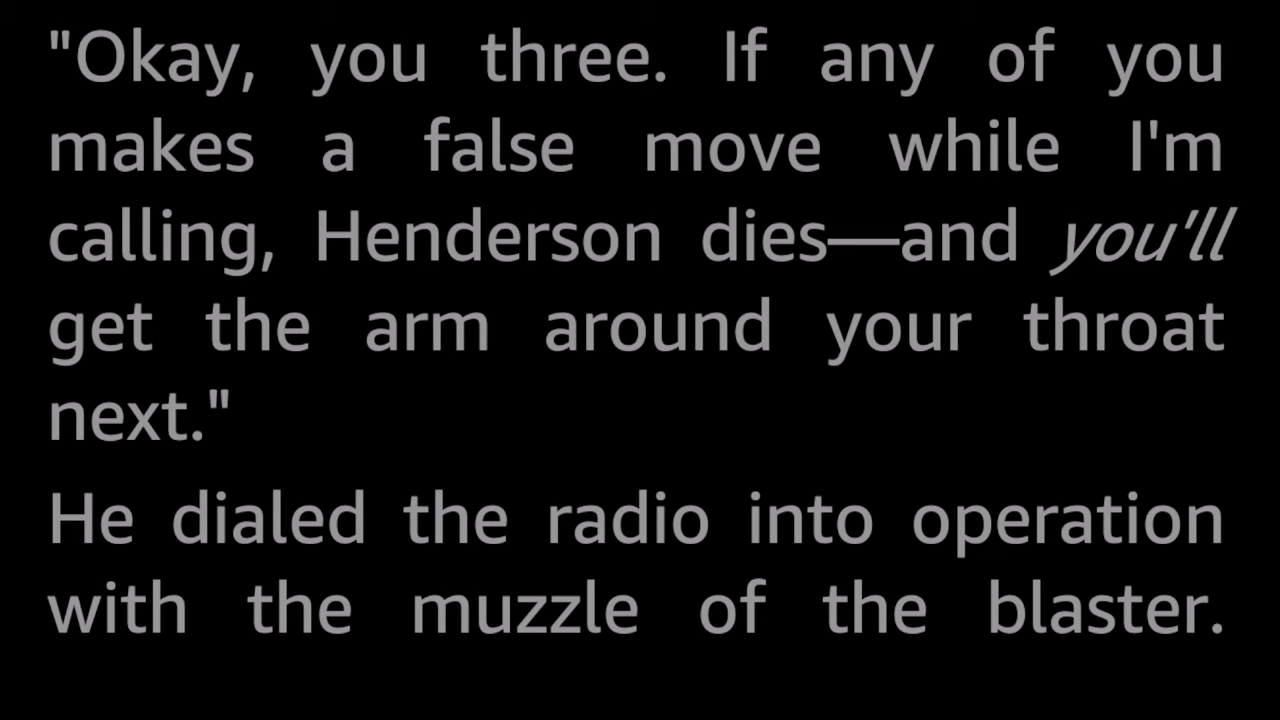 "Okay, you three. If any of you
makes a false move while I'm
calling, Henderson dies—and you'll
get the arm around your throat
next."
He dialed the radio into operation
with the muzzle of the blaster.